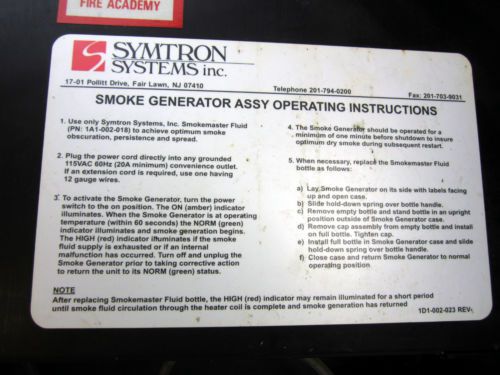 FIRE ACADEMY
SYMTRON
SYSTEMS inc.
17-01 Pollitt Drive, Fair Lawn, NJ 07410
Telephone 201-794-0200
Fax: 201-703-9031
SMOKE GENERATOR ASSY OPERATING INSTRUCTIONS
1. Use only Symtron Systems, Inc. Smokemaster Fluid
(PN: 1A1-002-018) to achieve optimum smoke
obscuration, persistence and spread.
2. Plug the power cord directly into any grounded
115VAC 60Hz (20A minimum) convenience outlet.
If an extension cord is required, use one having
12 gauge wires.
3. To activate the Smoke Generator, turn the power
switch to the on position. The ON (amber) indicator
illuminates. When the Smoke Generator is at operating
temperature (within 60 seconds) the NORM (green)
indicator illuminates and smoke generation begins.
The HIGH (red) indicator illuminates if the smoke
fluid supply is exhausted or if an internal
malfunction has occurred. Turn off and unplug the
Smoke Generator prior to taking corrective action
to return the unit to its NORM (green) status.
4. The Smoke Generator should be operated for a
minimum of one minute before shutdown to insure
optimum dry smoke during subsequent restart.
5. When necessary, replace the Smokemaster Fluid
bottle as follows:
a) Lay Smoke Generator on its side with labels facing
up and open case.
b) Slide hold-down spring over bottle handle.
c) Remove empty bottle and stand bottle in an upright
position outside of Smoke Generator case.
d) Remove cap assembly from empty bottle and install
on full bottle. Tighten cap.
e) Install full bottle in Smoke Generator case and slide
hold-down spring over bottle handle.
f) Close case and return Smoke Generator to normal
operating position.
NOTE
After replacing Smokemaster Fluid bottle, the HIGH (red) indicator may remain illuminated for a short period
until smoke fluid circulation through the heater coil is complete and smoke generation has returned
1D1-002-023 REV-